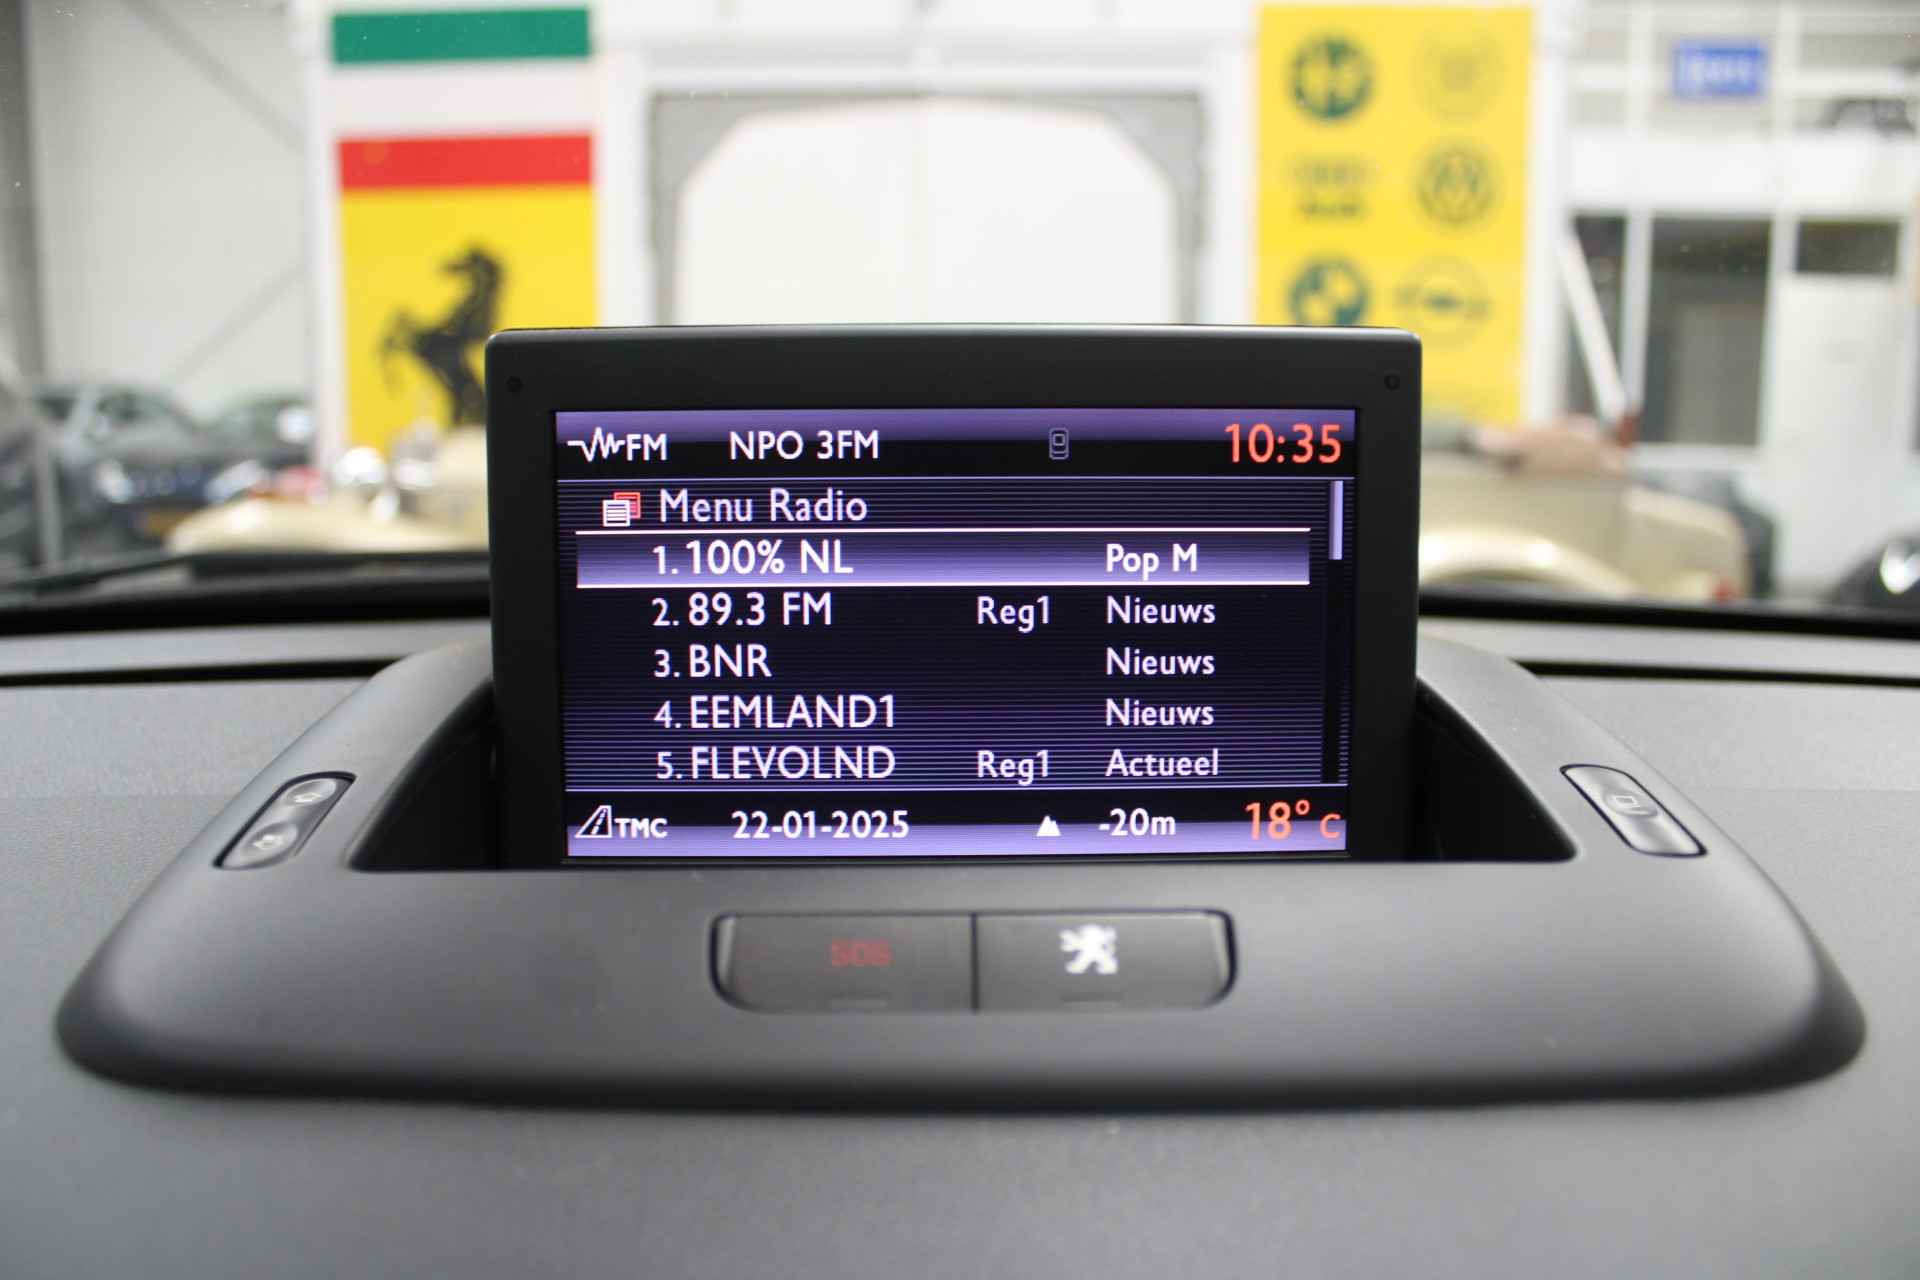 FM NPO 3FM 10:35
Menu Radio
1. 100% NL Pop M
2. 89.3 FM Reg1 Nieuws
3. BNR Nieuws
4. EEMLAND1 Nieuws
5. FLEVOLND Reg1 Actueel
TMC 22-01-2025 -20m 18° C
SOS